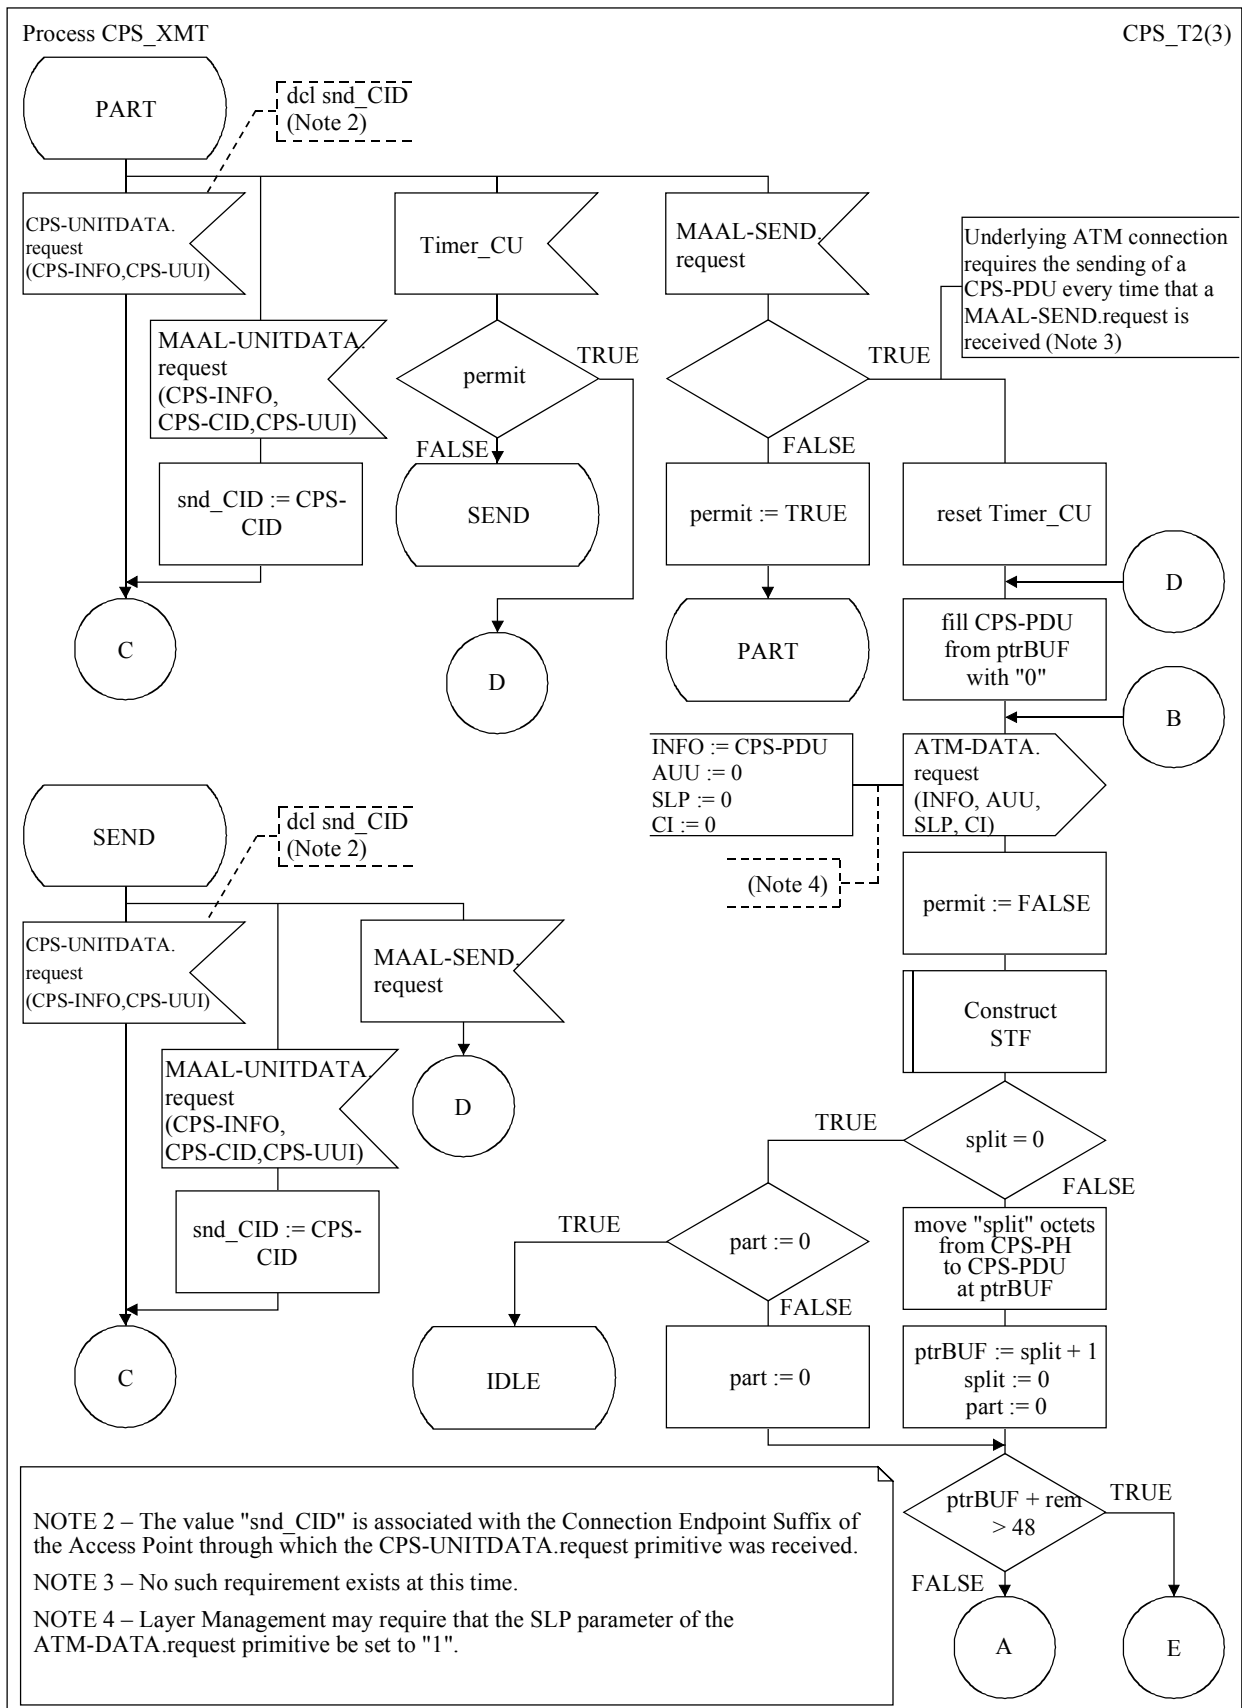 Process CPS_XMT
CPS_T2(3)
PART
dcl snd_CID
(Note 2)
CPS-UNITDATA.
request
(CPS-INFO,CPS-UUI)
Timer_CU
MAAL-SEND.
request
Underlying ATM connection
requires the sending of a
CPS-PDU every time that a
MAAL-SEND.request is
received (Note 3)
MAAL-UNITDATA.
request
(CPS-INFO,
CPS-CID,CPS-UUI)
permit
TRUE
FALSE
TRUE
FALSE
snd_CID := CPS-
CID
SEND
permit := TRUE
reset Timer_CU
C
D
PART
D
fill CPS-PDU
from ptrBUF
with "0"
B
INFO := CPS-PDU
AUU := 0
SLP := 0
CI := 0
ATM-DATA.
request
(INFO, AUU,
SLP, CI)
(Note 4)
permit := FALSE
SEND
dcl snd_CID
(Note 2)
CPS-UNITDATA.
request
(CPS-INFO,CPS-UUI)
MAAL-SEND.
request
Construct
STF
MAAL-UNITDATA.
request
(CPS-INFO,
CPS-CID,CPS-UUI)
D
TRUE
split = 0
FALSE
snd_CID := CPS-
CID
TRUE
part := 0
FALSE
move "split" octets
from CPS-PH
to CPS-PDU
at ptrBUF
C
IDLE
part := 0
ptrBUF := split + 1
split := 0
part := 0
ptrBUF + rem
> 48
TRUE
FALSE
A
E
NOTE 2 – The value "snd_CID" is associated with the Connection Endpoint Suffix of
the Access Point through which the CPS-UNITDATA.request primitive was received.
NOTE 3 – No such requirement exists at this time.
NOTE 4 – Layer Management may require that the SLP parameter of the
ATM-DATA.request primitive be set to "1".